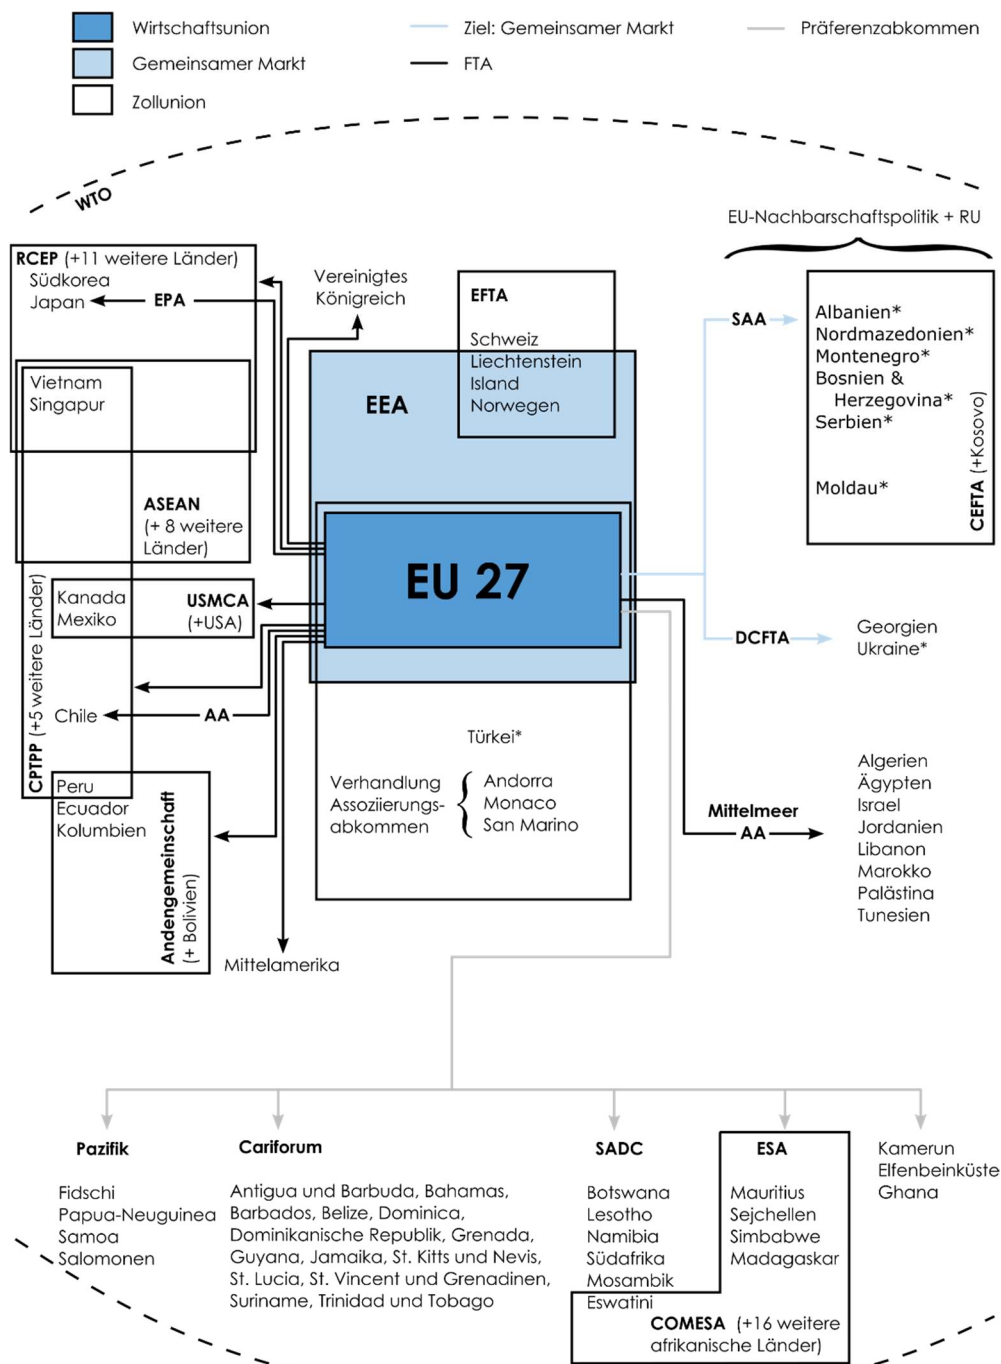 Wirtschaftsunion
Ziel: Gemeinsamer Markt
Präferenzabkommen
Gemeinsamer Markt
FTA
Zollunion
WTO
EU-Nachbarschaftspolitik + RU
RCEP (+11 weitere Länder)
Südkorea
Japan
EPA
Vereinigtes
Königreich
EFTA
Schweiz
Liechtenstein
Island
Norwegen
SAA
Albanien*
Nordmazedonien*
Montenegro*
Bosnien &
Herzegovina*
Serbien*
Moldau*
CEFTA (+Kosovo)
Vietnam
Singapur
EEA
ASEAN
(+ 8 weitere
Länder)
EU 27
Kanada
Mexiko
USMCA
(+USA)
CPTPP (+5 weitere Länder)
DCFTA
Georgien
Ukraine*
Chile
AA
Türkei*
Verhandlung
Assoziierungs-
abkommen
Andorra
Monaco
San Marino
Peru
Ecuador
Kolumbien
Andengemeinschaft
(+ Bolivien)
Mittelmeer
AA
Algerien
Ägypten
Israel
Jordanien
Libanon
Marokko
Palästina
Tunesien
Mittelamerika
Pazifik
Fidschi
Papua-Neuguinea
Samoa
Salomonen
Cariforum
Antigua und Barbuda, Bahamas,
Barbados, Belize, Dominica,
Dominikanische Republik, Grenada,
Guyana, Jamaika, St. Kitts und Nevis,
St. Lucia, St. Vincent und Grenadinen,
Suriname, Trinidad und Tobago
SADC
Botswana
Lesotho
Namibia
Südafrika
Mosambik
Eswatini
ESA
Mauritius
Sejchellen
Simbabwe
Madagaskar
COMESA (+16 weitere
afrikanische Länder)
Kamerun
Elfenbeinküste
Ghana